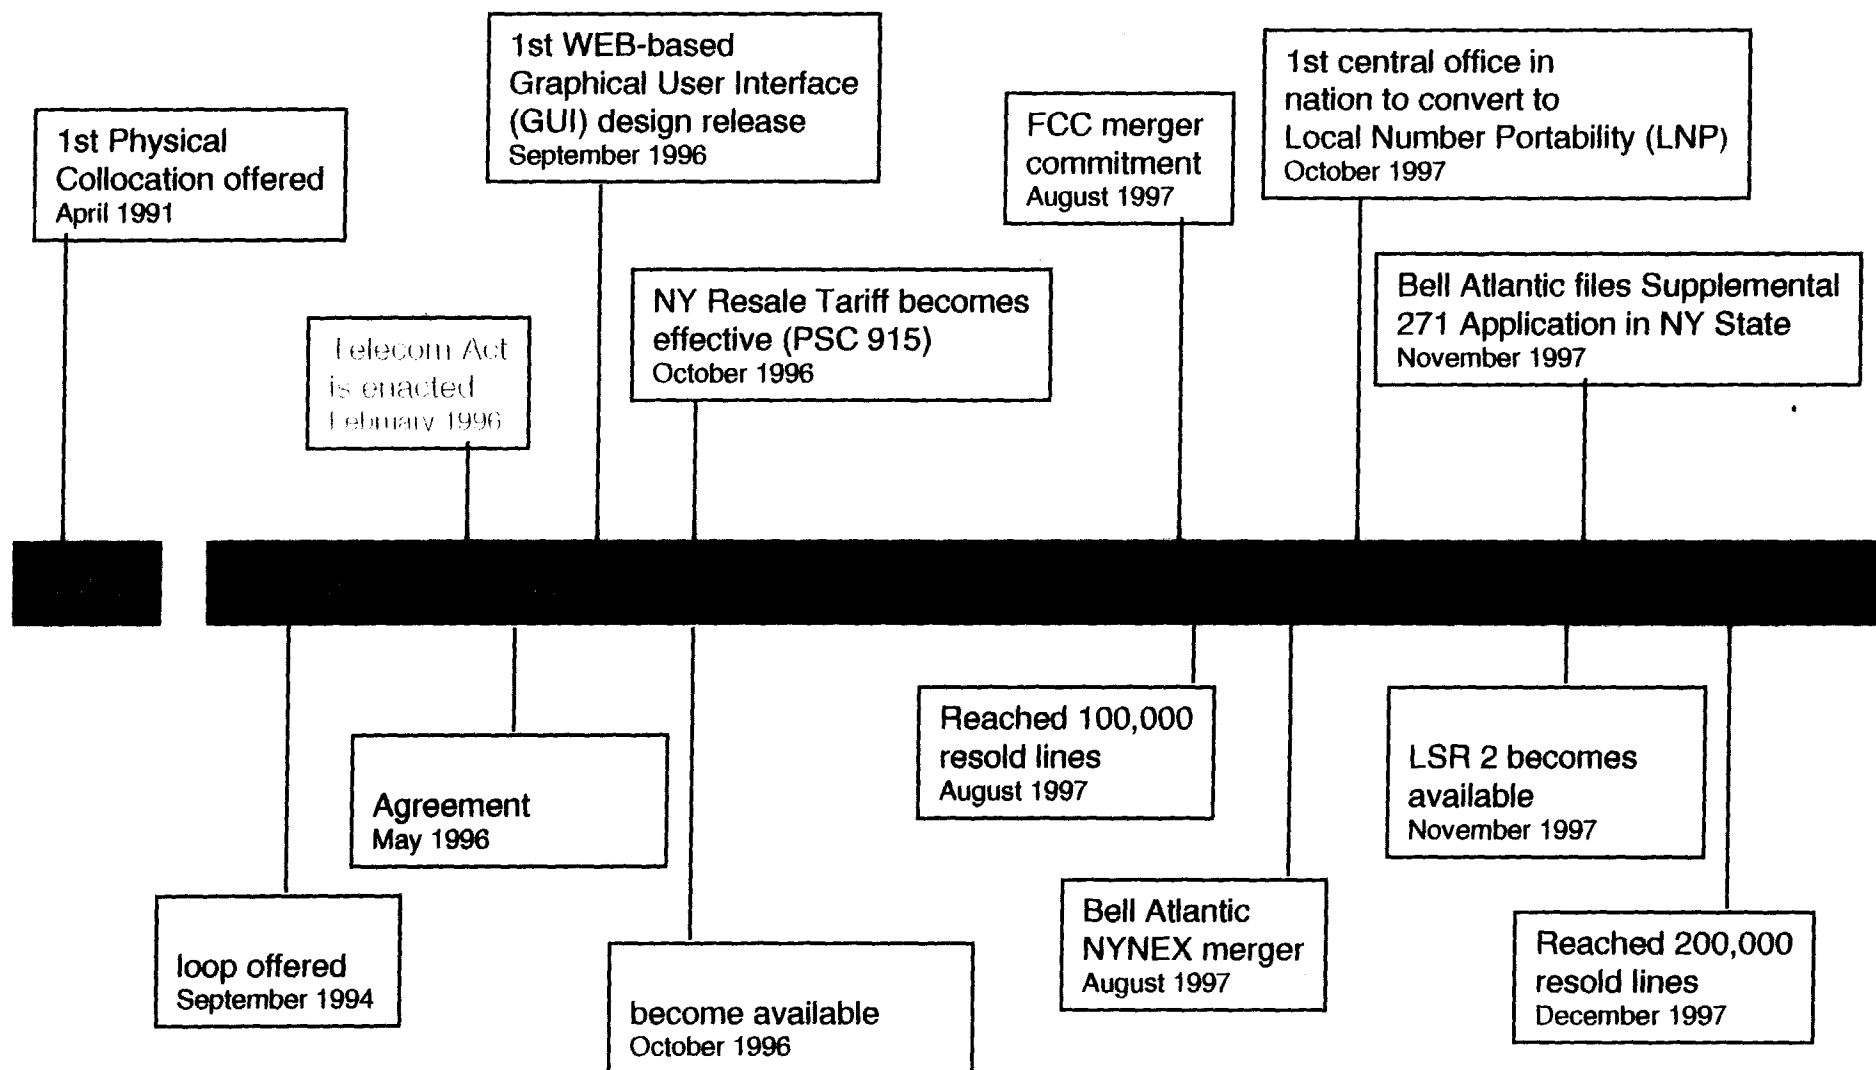 1st WEB-based
Graphical User Interface
(GUI) design release
September 1996
1st central office in
nation to convert to
Local Number Portability (LNP)
October 1997
FCC merger
commitment
August 1997
1st Physical
Collocation offered
April 1991
Bell Atlantic files Supplemental
271 Application in NY State
November 1997
NY Resale Tariff becomes
effective (PSC 915)
October 1996
Telecom Act
is enacted
February 1996
Reached 100,000
resold lines
August 1997
LSR 2 becomes
available
November 1997
Agreement
May 1996
Bell Atlantic
NYNEX merger
August 1997
loop offered
September 1994
Reached 200,000
resold lines
December 1997
become available
October 1996